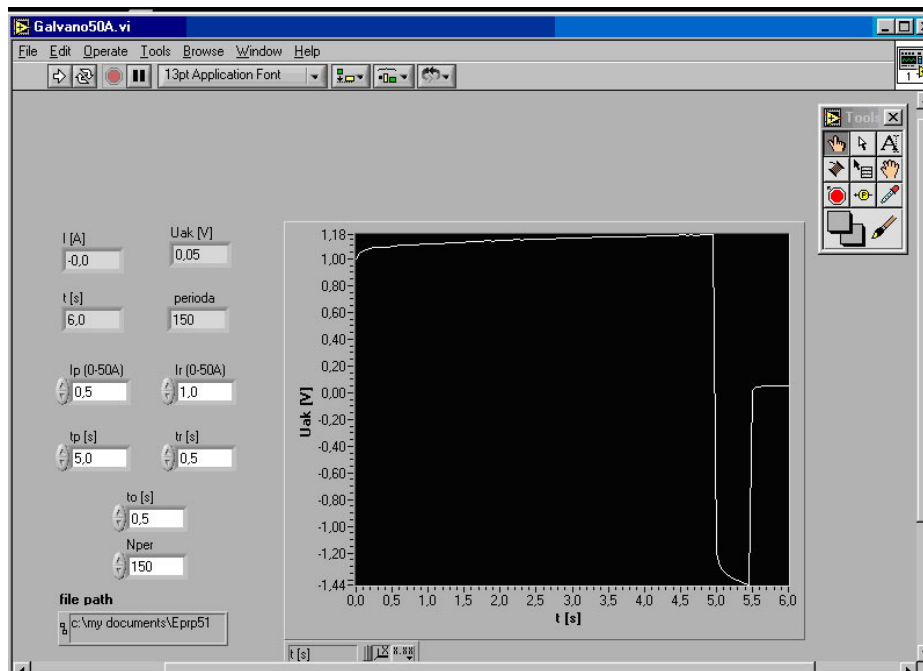 Galvano50A.vi
File Edit Operate Tools Browse Window Help
13pt Application Font
1
Tools
I [A]
-0,0
Uak [V]
0,05
t [s]
6,0
perioda
150
Ip (0-50A)
0,5
Ir (0-50A)
1,0
tp [s]
5,0
tr [s]
0,5
to [s]
0,5
Nper
150
file path
c:\my documents\Eprp51
Uak [V]
1,18
1,00
0,80
0,60
0,40
0,20
0,00
-0,20
-0,40
-0,60
-0,80
-1,00
-1,20
-1,44
0,0 0,5 1,0 1,5 2,0 2,5 3,0 3,5 4,0 4,5 5,0 5,5 6,0
t [s]
t [s]